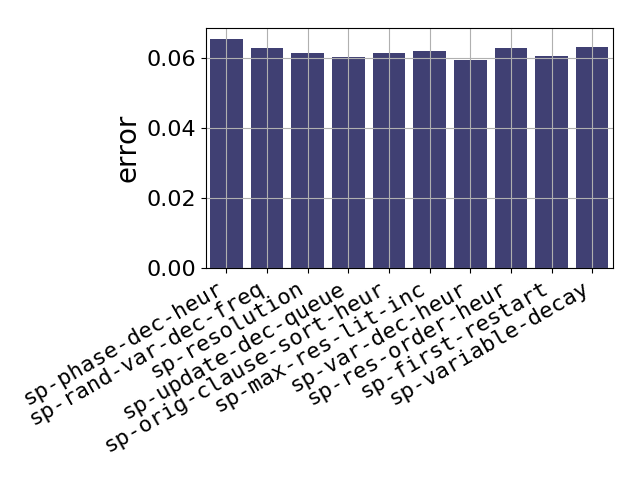 error
0.06
0.04
0.02
0.00
sp-phase-dec-heur
sp-rand-var-dec-freq
sp-resolution
sp-update-dec-queue
sp-orig-clause-sort-heur
sp-max-res-lit-inc
sp-var-dec-heur
sp-res-order-heur
sp-first-restart
sp-variable-decay